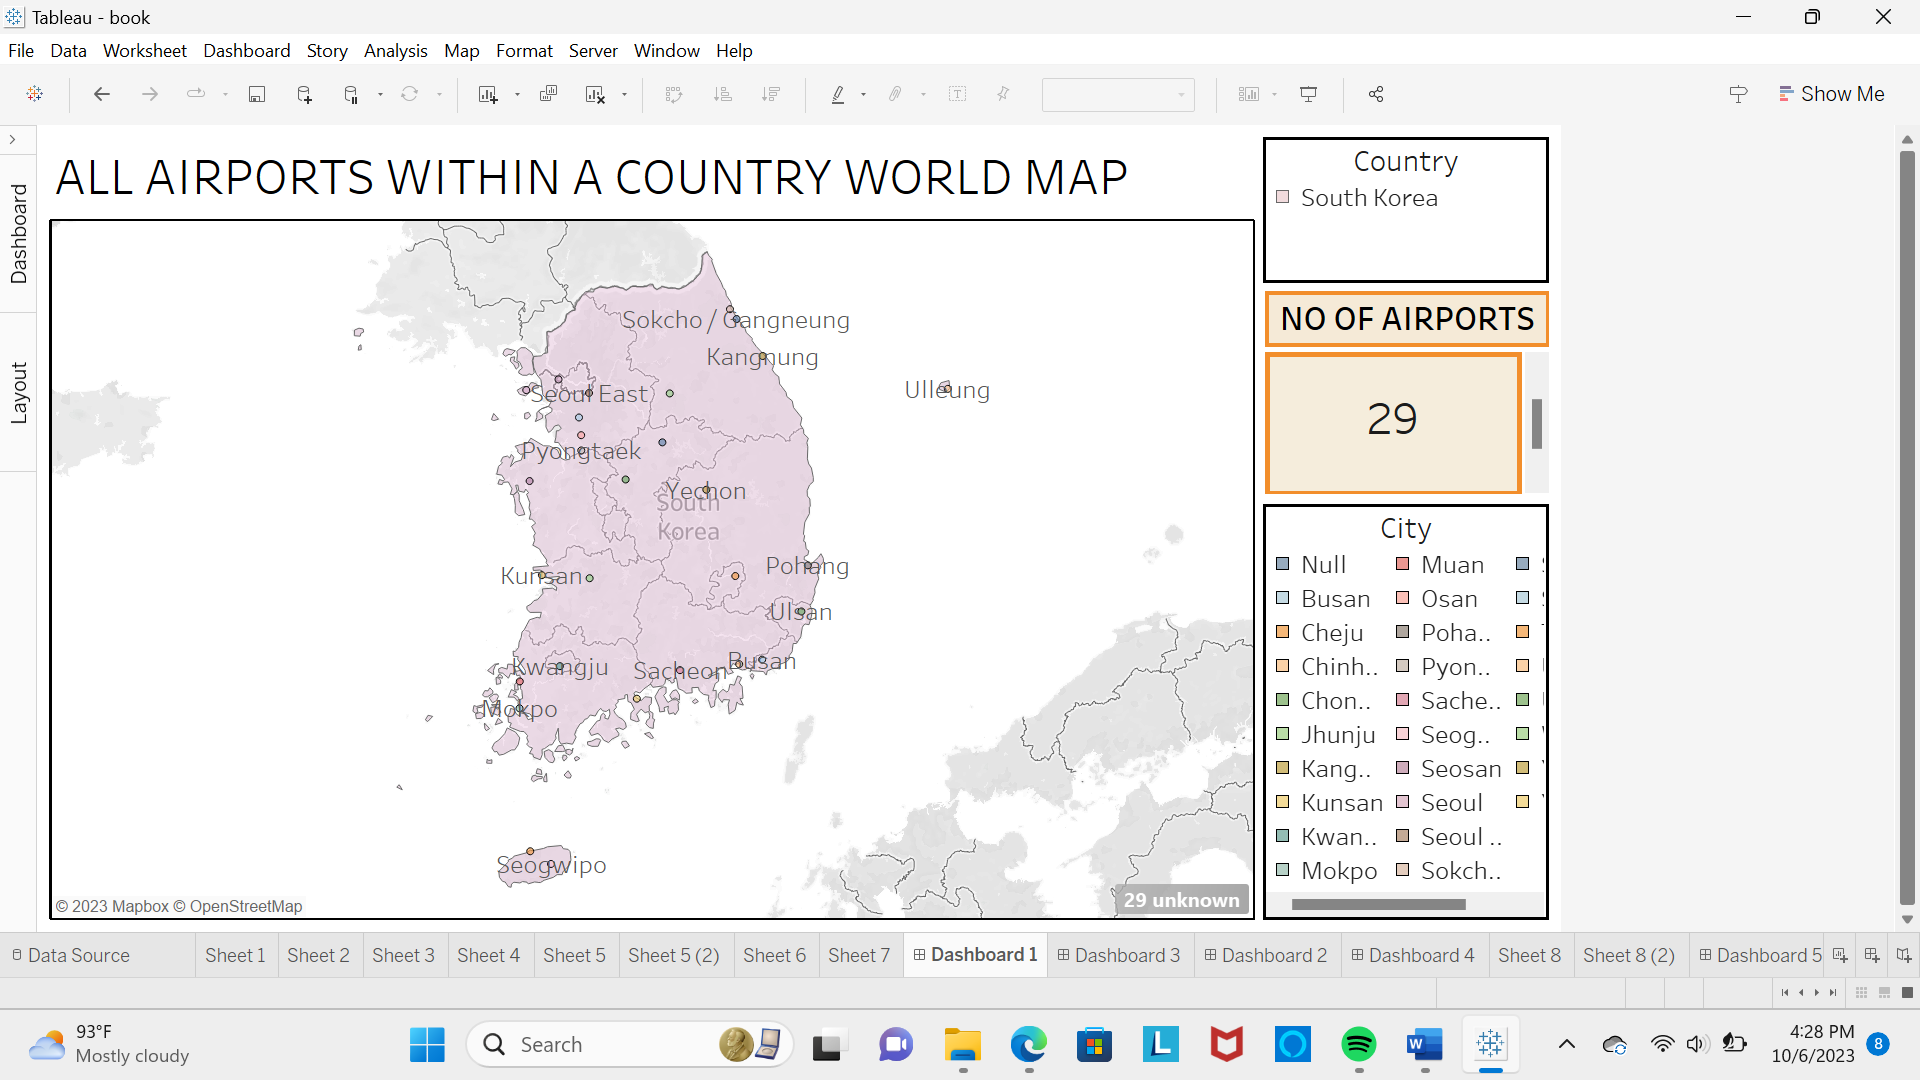 Tableau - book
File Data Worksheet Dashboard Story Analysis Map Format Server Window Help
Show Me
Dashboard
Layout
ALL AIRPORTS WITHIN A COUNTRY WORLD MAP
Sokcho / Gangneung
Kangnung
Ulleung
Seoul East
Pyongtaek
Yechon
South
Korea
Pohang
Kunsan
Ulsan
Busan
Kwangju
Sacheon
Mokpo
Seogwipo
© 2023 Mapbox © OpenStreetMap
29 unknown
Country
South Korea
NO OF AIRPORTS
29
City
Null Muan
Busan Osan
Cheju Poha..
Chinh.. Pyon..
Chon.. Sache..
Jhunju Seog..
Kang.. Seosan
Kunsan Seoul
Kwan.. Seoul ..
Mokpo Sokch..
Data Source Sheet 1 Sheet 2 Sheet 3 Sheet 4 Sheet 5 Sheet 5 (2) Sheet 6 Sheet 7 Dashboard 1 Dashboard 3 Dashboard 2 Dashboard 4 Sheet 8 Sheet 8 (2) Dashboard 5
93°F
Mostly cloudy
Search
4:28 PM
10/6/2023
8